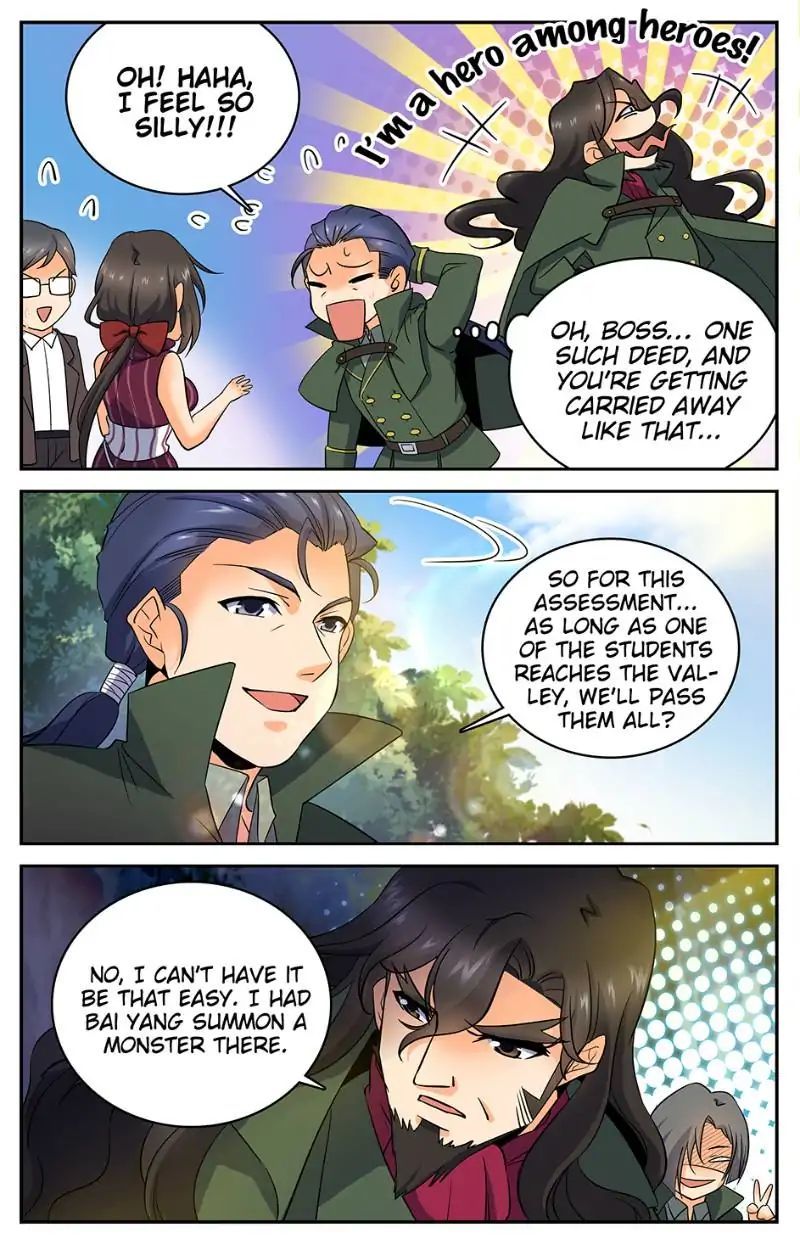 OH! HAHA,
I FEEL SO
SILLY!!!
I'm a hero among heroes!
OH, BOSS... ONE
SUCH DEED, AND
YOU'RE GETTING
CARRIED AWAY
LIKE THAT...
SO FOR THIS
ASSESSMENT...
AS LONG AS ONE
OF THE STUDENTS
REACHES THE VAL-
LEY, WE'LL PASS
THEM ALL?
NO, I CAN'T HAVE IT
BE THAT EASY. I HAD
BAI YANG SUMMON A
MONSTER THERE.